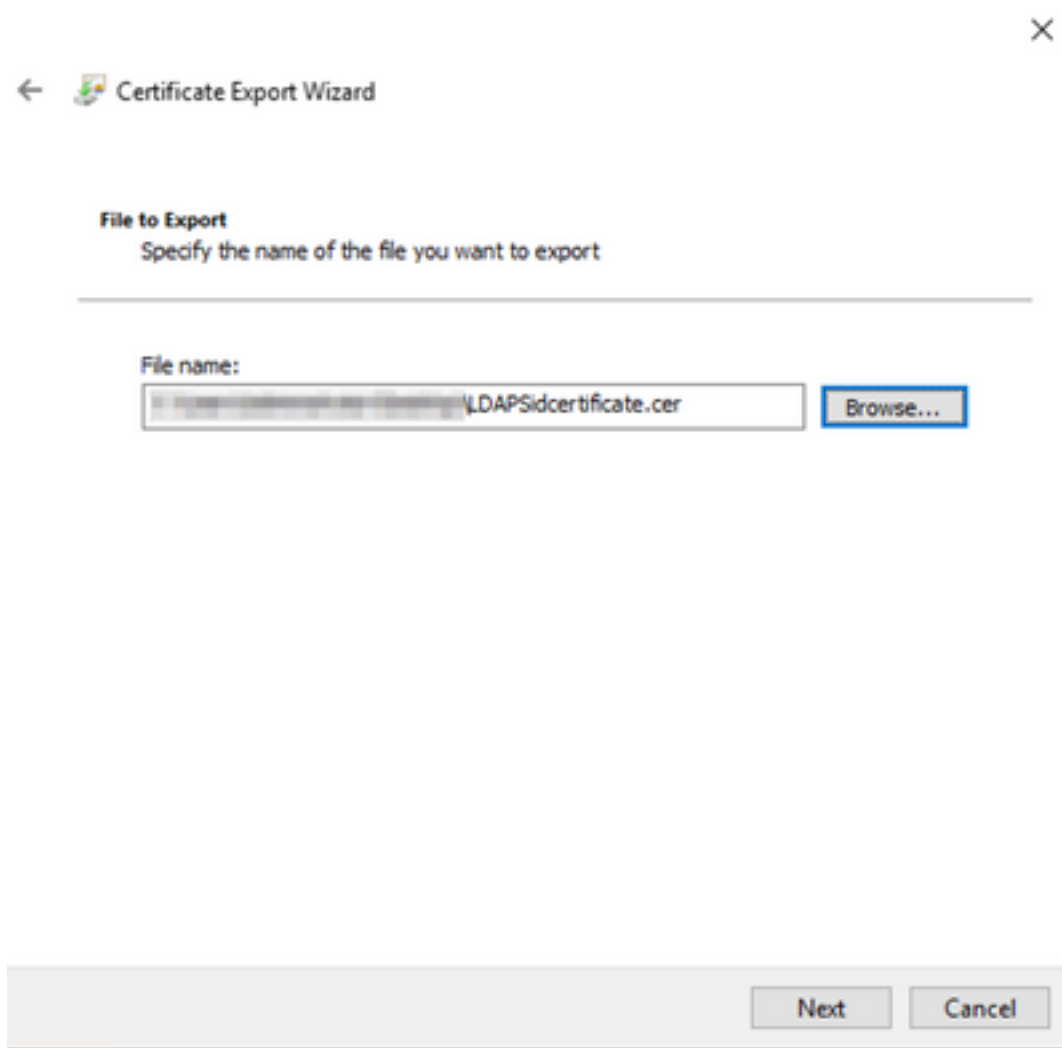 Certificate Export Wizard
File to Export
Specify the name of the file you want to export
File name:
\LDAPSidcertificate.cer
Browse...
Next
Cancel